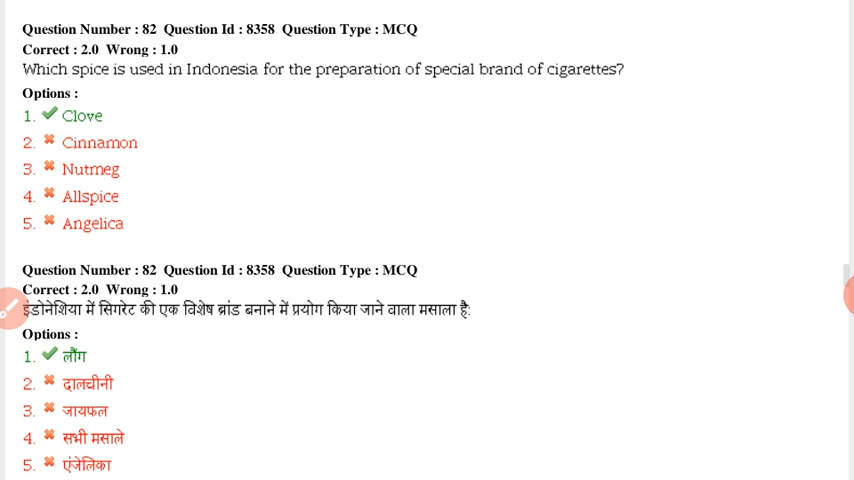 Question Number : 82 Question Id : 8358 Question Type : MCQ
Correct : 2.0 Wrong : 1.0
Which spice is used in Indonesia for the preparation of special brand of cigarettes?
Options :
1. Clove
2. Cinnamon
3. Nutmeg
4. Allspice
5. Angelica
Question Number : 82 Question Id : 8358 Question Type : MCQ
Correct : 2.0 Wrong : 1.0
इंडोनेशिया में सिगरेट की एक विशेष ब्रांड बनाने में प्रयोग किया जाने वाला मसाला है:
Options :
1. लौंग
2. दालचीनी
3. जायफल
4. सभी मसाले
5. एंजेलिका